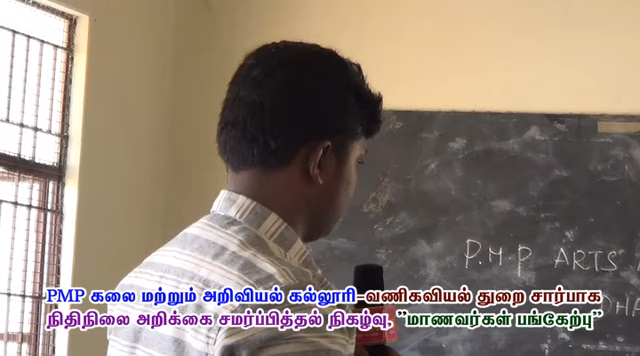 P.M.P ARTS
PMP கலை மற்றும் அறிவியல் கல்லூரி-வணிகவியல் துறை சார்பாக
நிதிநிலை அறிக்கை சமர்ப்பித்தல் நிகழ்வு, "மாணவர்கள் பங்கேற்பு"